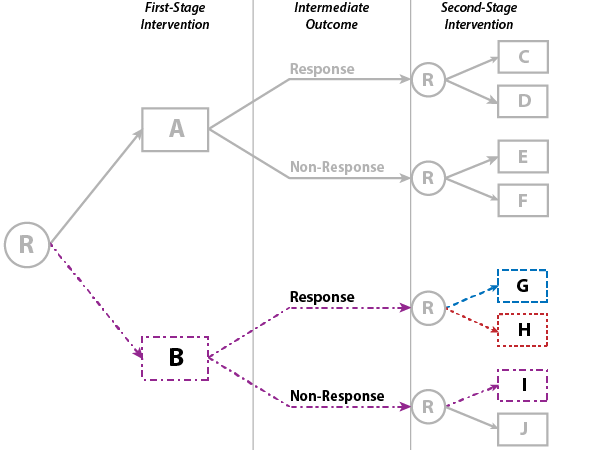 First-Stage
Intervention
Intermediate
Outcome
Second-Stage
Intervention
Response
R
C
D
A
Non-Response
R
E
F
R
Response
R
G
H
B
Non-Response
R
I
J